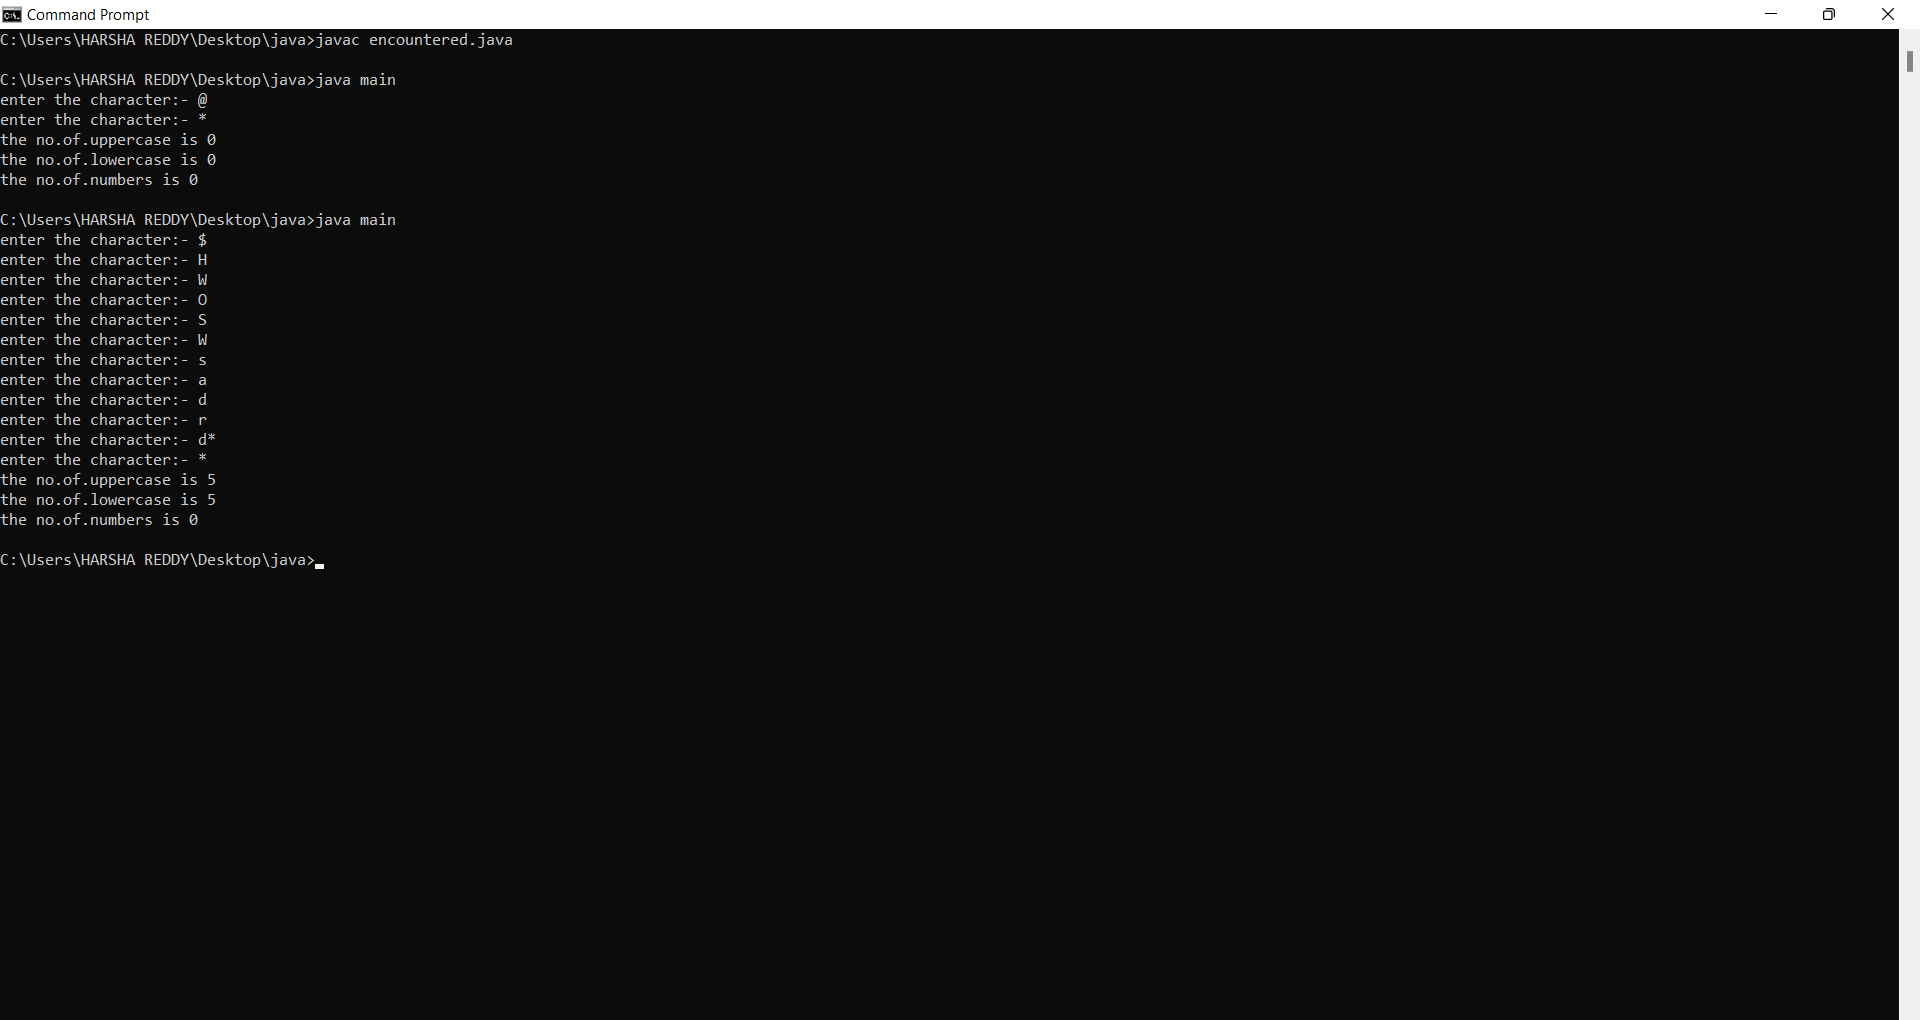 Command Prompt
C:\Users\HARSHA REDDY\Desktop\java>javac encountered.java
C:\Users\HARSHA REDDY\Desktop\java>java main
enter the character:- @
enter the character:- *
the no.of.uppercase is 0
the no.of.lowercase is 0
the no.of.numbers is 0
C:\Users\HARSHA REDDY\Desktop\java>java main
enter the character:- $
enter the character:- H
enter the character:- W
enter the character:- O
enter the character:- S
enter the character:- W
enter the character:- s
enter the character:- a
enter the character:- d
enter the character:- r
enter the character:- d*
enter the character:- *
the no.of.uppercase is 5
the no.of.lowercase is 5
the no.of.numbers is 0
C:\Users\HARSHA REDDY\Desktop\java>